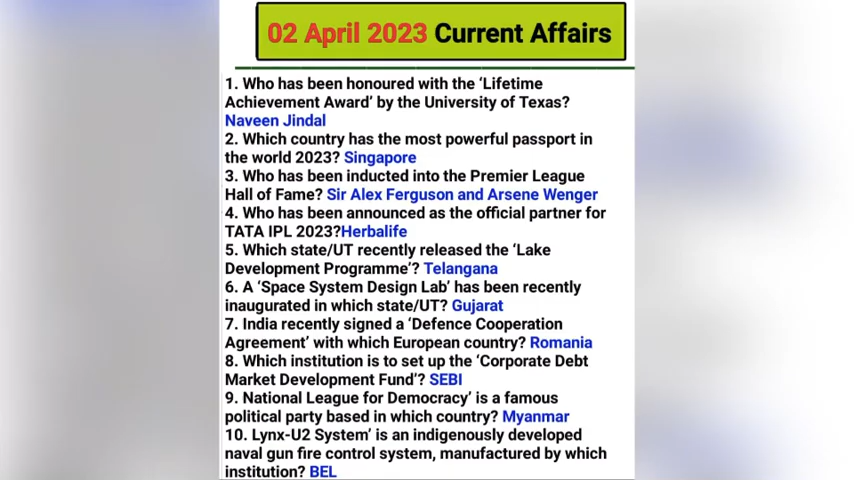 02 April 2023 Current Affairs
1. Who has been honoured with the ‘Lifetime
Achievement Award’ by the University of Texas?
Naveen Jindal
2. Which country has the most powerful passport in
the world 2023? Singapore
3. Who has been inducted into the Premier League
Hall of Fame? Sir Alex Ferguson and Arsene Wenger
4. Who has been announced as the official partner for
TATA IPL 2023?Herbalife
5. Which state/UT recently released the ‘Lake
Development Programme’? Telangana
6. A ‘Space System Design Lab’ has been recently
inaugurated in which state/UT? Gujarat
7. India recently signed a ‘Defence Cooperation
Agreement’ with which European country? Romania
8. Which institution is to set up the ‘Corporate Debt
Market Development Fund’? SEBI
9. National League for Democracy’ is a famous
political party based in which country? Myanmar
10. Lynx-U2 System’ is an indigenously developed
naval gun fire control system, manufactured by which
institution? BEL